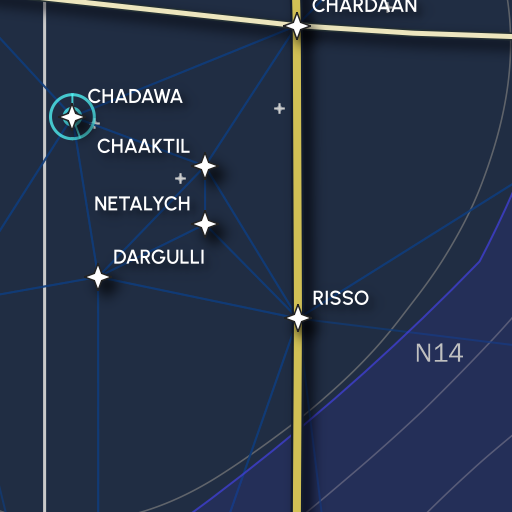 CHARDAAN
CHADAWA
CHAAKTIL
NETALYCH
DARGULLI
RISSO
N14